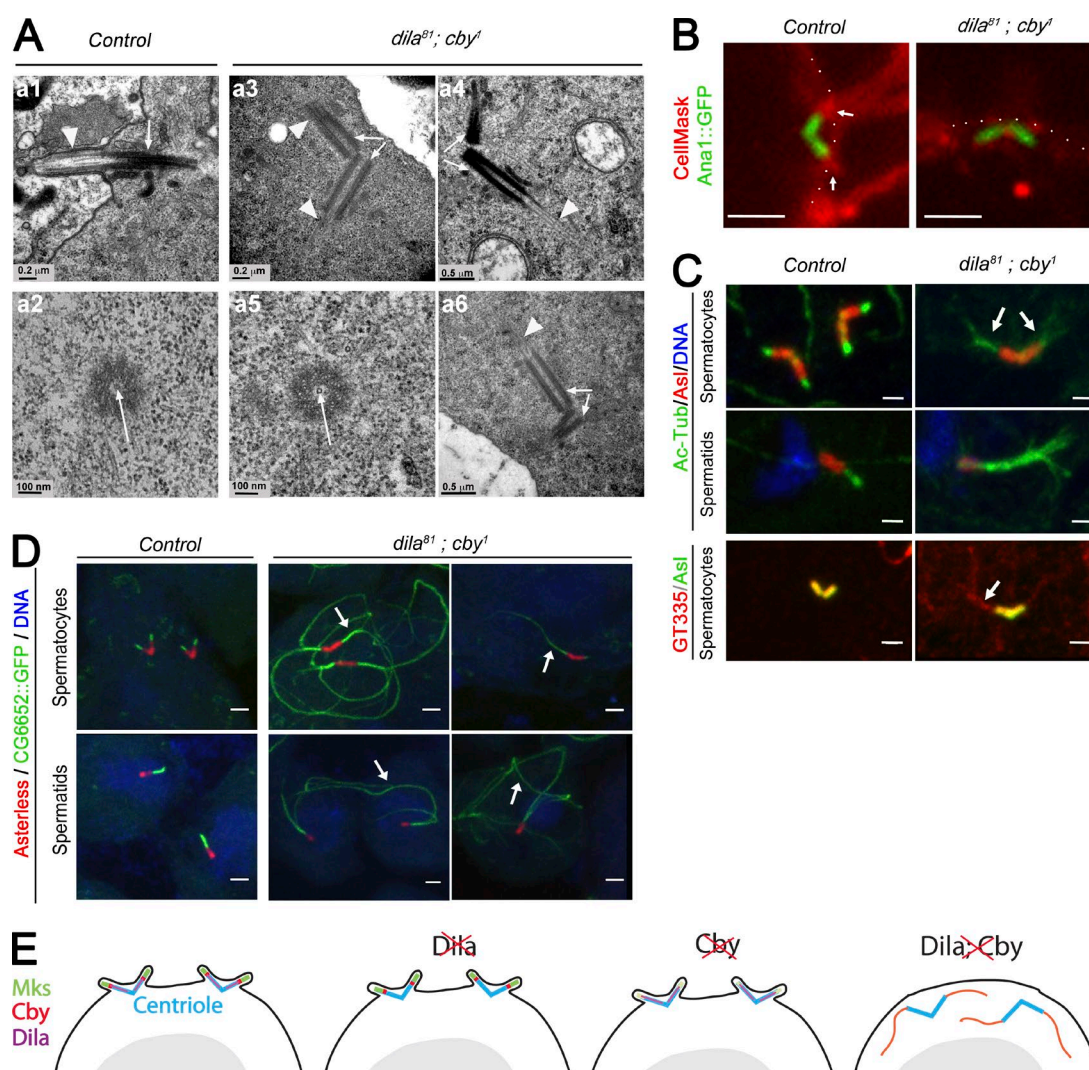 A
Control
dila⁸¹; cby¹
a1
0.2 μm
a3
0.2 μm
a4
0.5 μm
a2
100 nm
a5
100 nm
a6
0.5 μm
B
Control
dila⁸¹ ; cby¹
CellMask
Ana1::GFP
C
Control
dila⁸¹ ; cby¹
Ac-Tub/Asl/DNA
Spermatocytes
Spermatids
GT335/Asl
Spermatocytes
D
Control
dila⁸¹ ; cby¹
Asterless / CG6652::GFP / DNA
Spermatocytes
Spermatids
E
Dila
Cby
Dila; Cby
Mks
Cby
Dila
Centriole